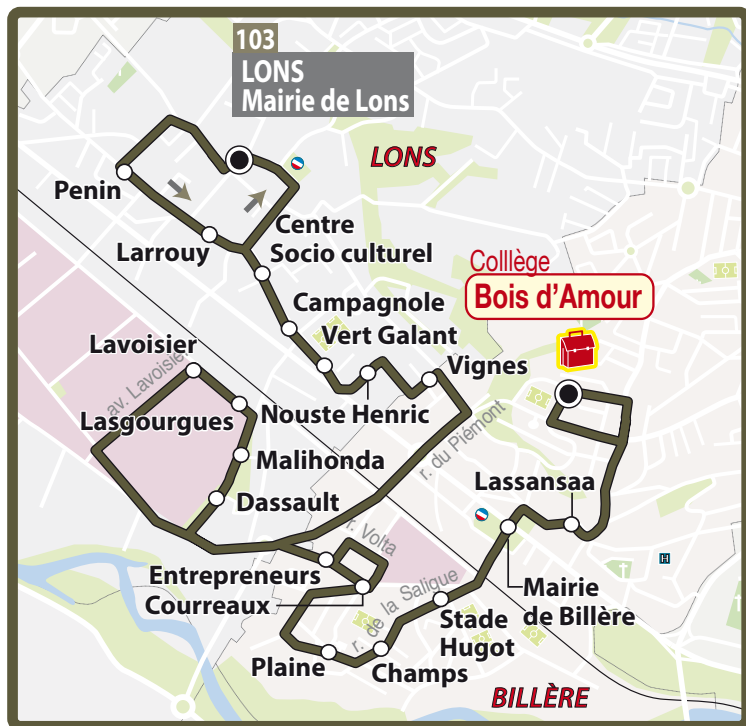 103
LONS
Mairie de Lons
LONS
Penin
Larrouy
Centre
Socio culturel
Colllège
Bois d'Amour
Campagnole
Vert Galant
Lavoisier
Vignes
av. Lavoisier
Lasgourgues
Nouste Henric
r. du Piémont
Malihonda
Lassansaa
Dassault
r. Volta
H
Entrepreneurs
Courreaux
r. de la Saligue
Mairie
de Billère
Stade
Hugot
Plaine
Champs
BILLÈRE